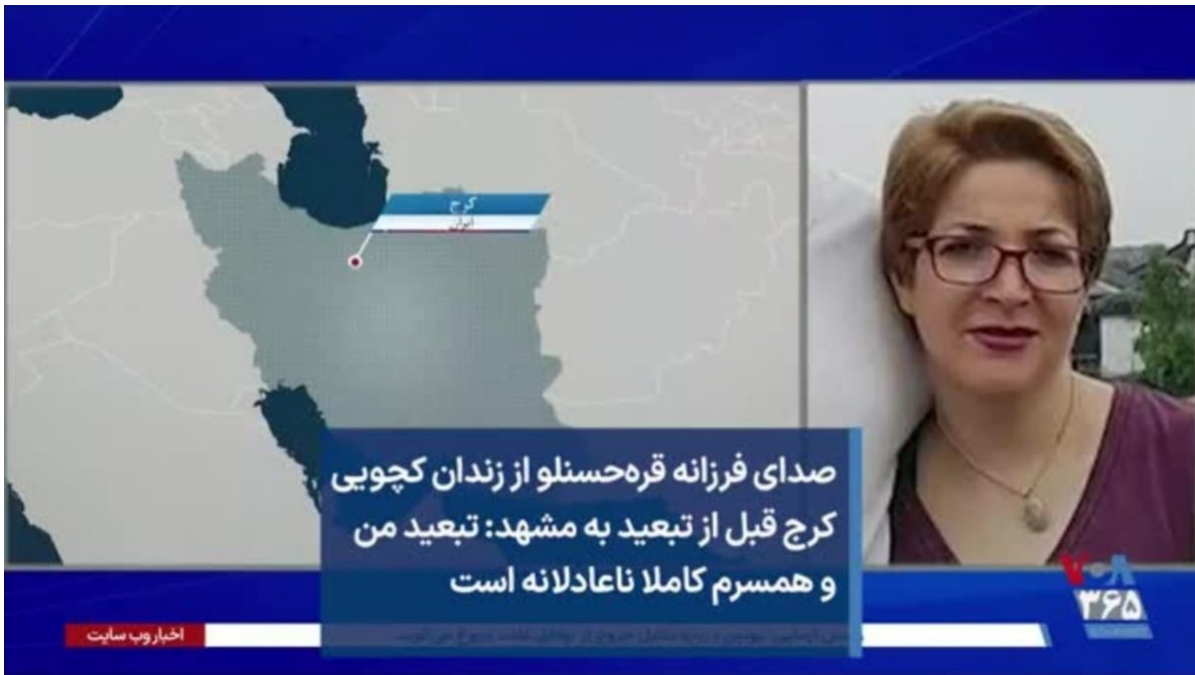 کرج
ایران
صدای فرزانه قره‌حسنلو از زندان کچویی
کرج قبل از تبعید به مشهد: تبعید من
و همسرم کاملا ناعادلانه است
VOA
۳۶۵
اخبار وب سایت